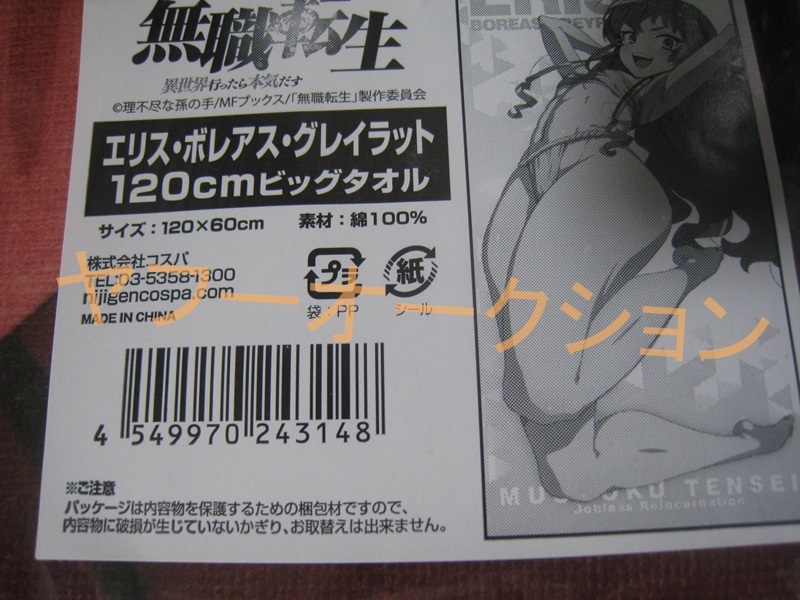 無職転生
異世界行ったら本気だす
©理不尽な孫の手/MFブックス/「無職転生」製作委員会
エリス・ボレアス・グレイラット
120cmビッグタオル
サイズ：120×60cm 素材：綿100%
株式会社コスパ
TEL:03-5358-1300
nijigencospa.com
MADE IN CHINA
プラ
袋：PP
紙
シール
ヤフーオークション
4 549970 243148
※ご注意
パッケージは内容物を保護するための梱包材ですので、
内容物に破損が生じていないかぎり、お取替えは出来ません。
ERIS
BOREAS GREYRAT
MUSHOKU TENSEI
Jobless Reincarnation